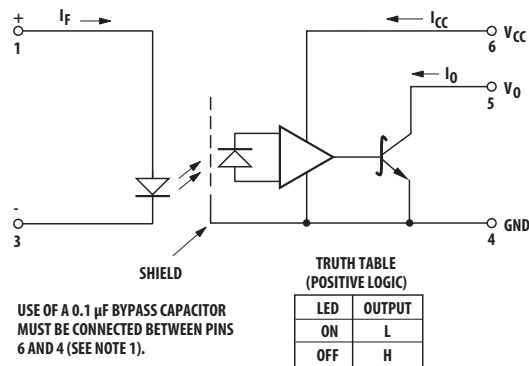 +
I_F
1
I_CC
V_CC
6
I_O
V_O
5
-
3
GND
4
SHIELD
USE OF A 0.1 µF BYPASS CAPACITOR
MUST BE CONNECTED BETWEEN PINS
6 AND 4 (SEE NOTE 1).
TRUTH TABLE
(POSITIVE LOGIC)
LED OUTPUT
ON L
OFF H